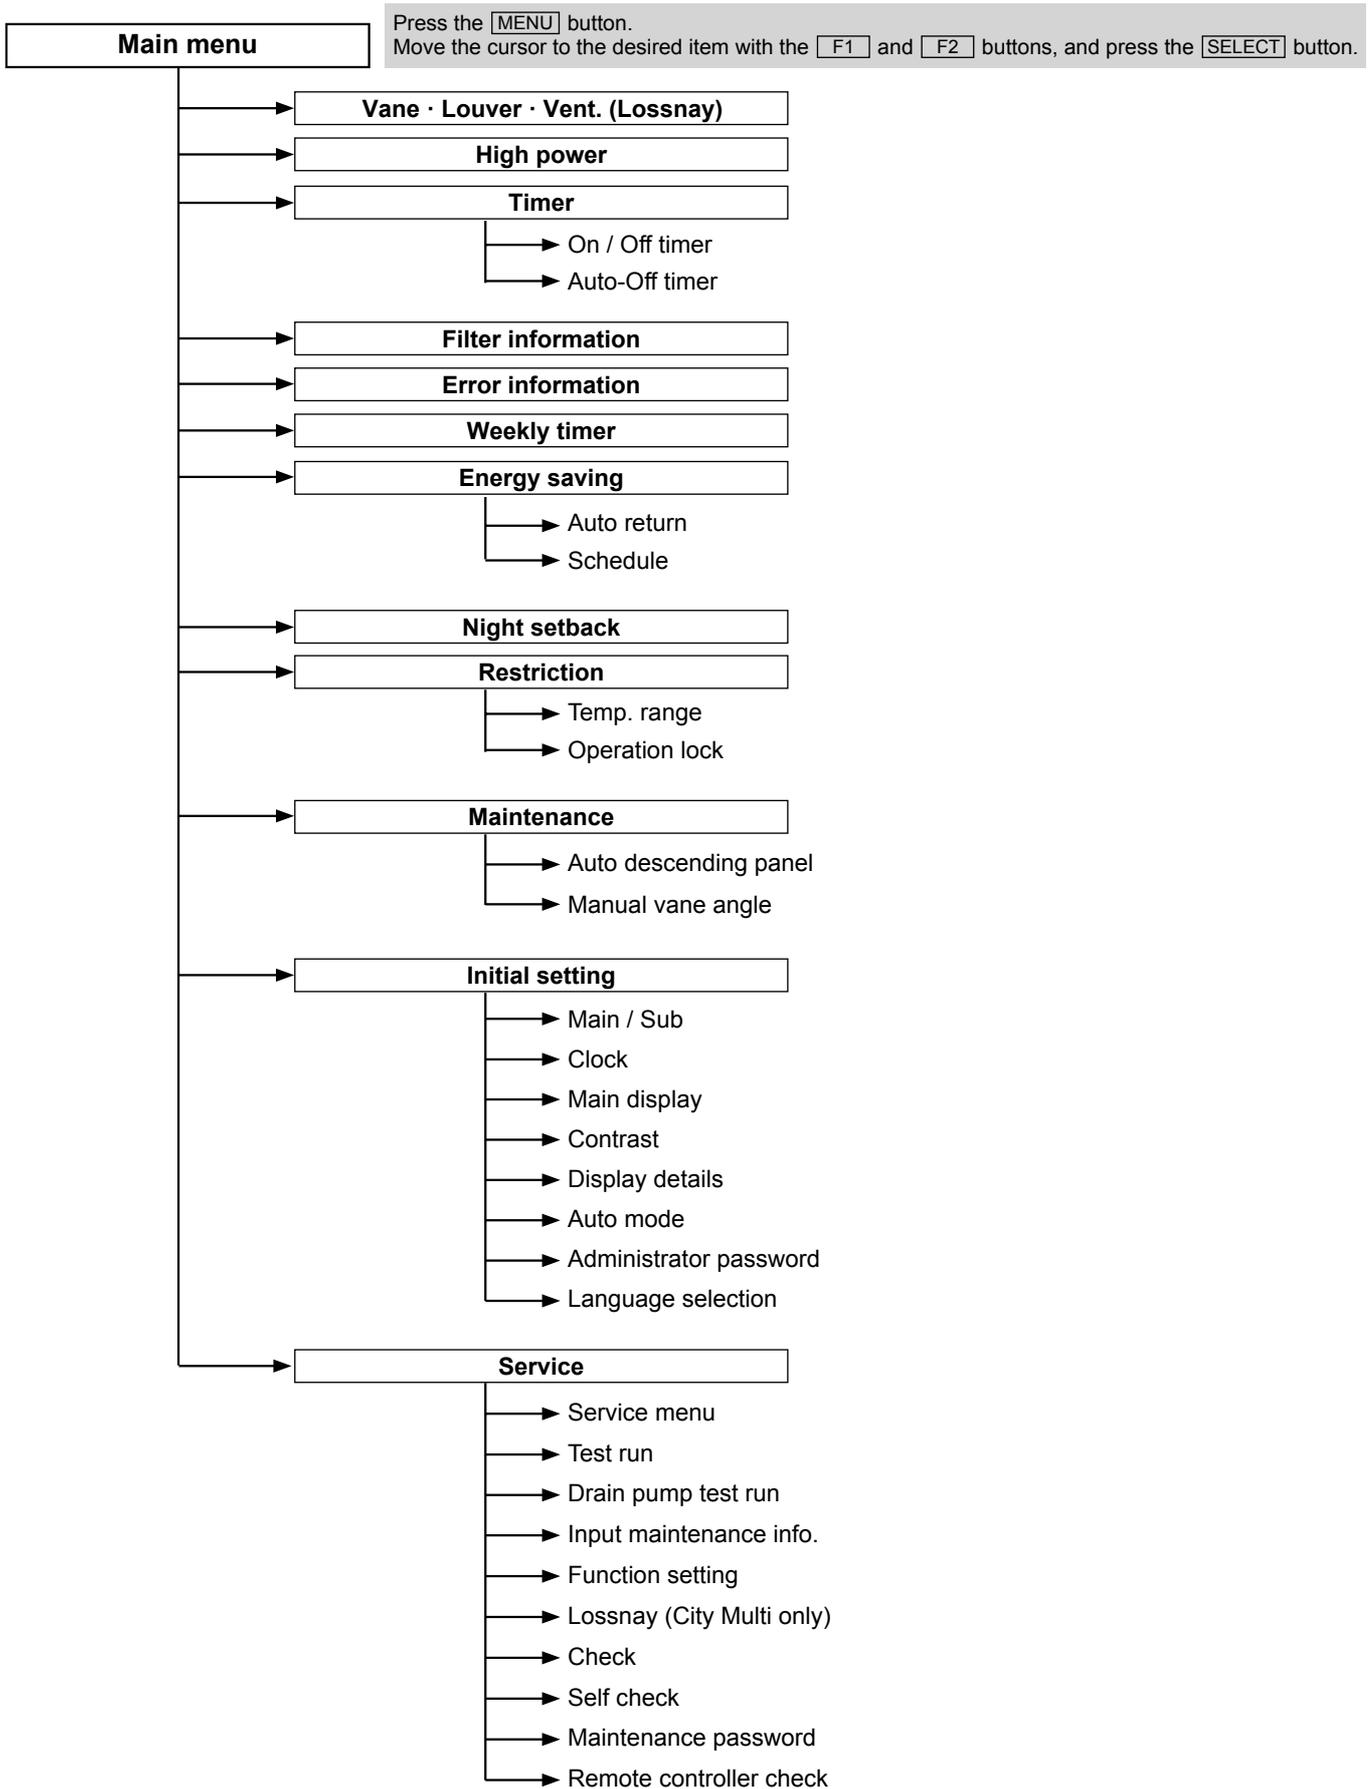 Main menu
Press the MENU button.
Move the cursor to the desired item with the F1 and F2 buttons, and press the SELECT button.
Vane · Louver · Vent. (Lossnay)
High power
Timer
On / Off timer
Auto-Off timer
Filter information
Error information
Weekly timer
Energy saving
Auto return
Schedule
Night setback
Restriction
Temp. range
Operation lock
Maintenance
Auto descending panel
Manual vane angle
Initial setting
Main / Sub
Clock
Main display
Contrast
Display details
Auto mode
Administrator password
Language selection
Service
Service menu
Test run
Drain pump test run
Input maintenance info.
Function setting
Lossnay (City Multi only)
Check
Self check
Maintenance password
Remote controller check